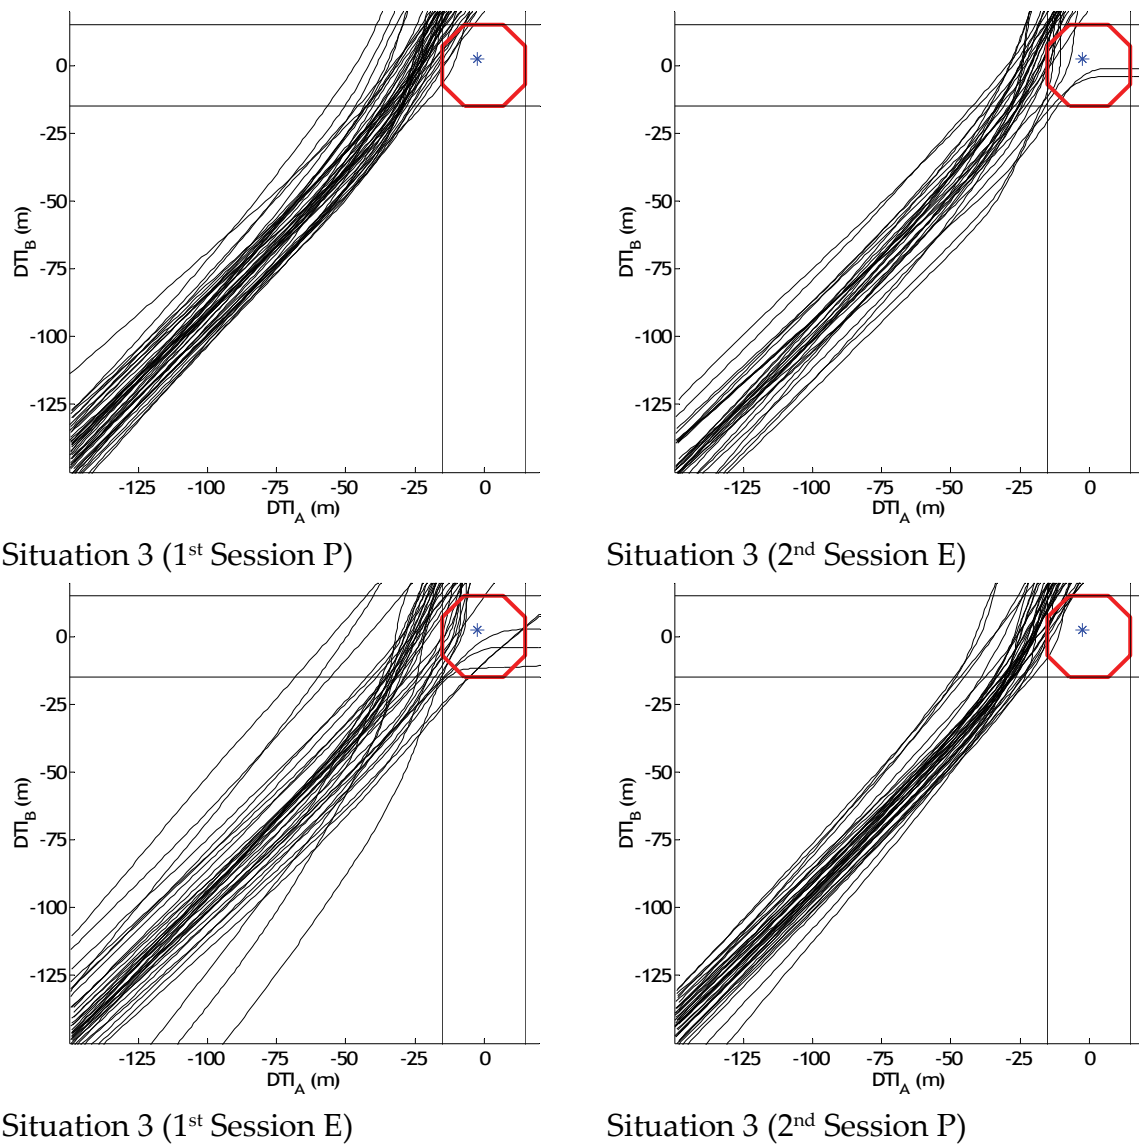 0
-25
-50
-75
-100
-125
DTI_B (m)
-125 -100 -75 -50 -25 0
DTI_A (m)
Situation 3 (1st Session P)
0
-25
-50
-75
-100
-125
DTI_B (m)
-125 -100 -75 -50 -25 0
DTI_A (m)
Situation 3 (2nd Session E)
0
-25
-50
-75
-100
-125
DTI_B (m)
-125 -100 -75 -50 -25 0
DTI_A (m)
Situation 3 (1st Session E)
0
-25
-50
-75
-100
-125
DTI_B (m)
-125 -100 -75 -50 -25 0
DTI_A (m)
Situation 3 (2nd Session P)